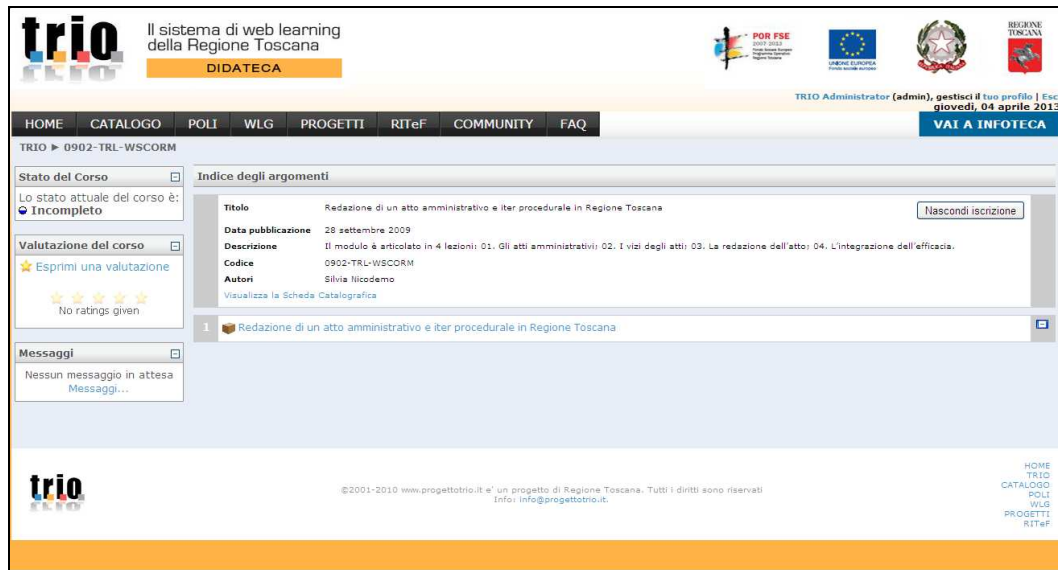 trio
Il sistema di web learning
della Regione Toscana
DIDATECA
POR FSE
2007-2013
UNIONE EUROPEA
REGIONE
TOSCANA
TRIO Administrator (admin), gestisci il tuo profilo | Esc
giovedì, 04 aprile 2013
HOME CATALOGO POLI WLG PROGETTI RITeF COMMUNITY FAQ
VAI A INFOTECA
TRIO ► 0902-TRL-WSCORM
Stato del Corso
Lo stato attuale del corso è:
Incompleto
Valutazione del corso
Esprimi una valutazione
No ratings given
Messaggi
Nessun messaggio in attesa
Messaggi...
Indice degli argomenti
Titolo Redazione di un atto amministrativo e iter procedurale in Regione Toscana
Nascondi iscrizione
Data pubblicazione 28 settembre 2009
Descrizione Il modulo è articolato in 4 lezioni: 01. Gli atti amministrativi; 02. I vizi degli atti; 03. La redazione dell'atto; 04. L'integrazione dell'efficacia.
Codice 0902-TRL-WSCORM
Autori Silvia Nicodemo
Visualizza la Scheda Catalografica
1 Redazione di un atto amministrativo e iter procedurale in Regione Toscana
trio
©2001-2010 www.progettotrio.it e' un progetto di Regione Toscana. Tutti i diritti sono riservati
Info: info@progettotrio.it.
HOME
TRIO
CATALOGO
POLI
WLG
PROGETTI
RITeF